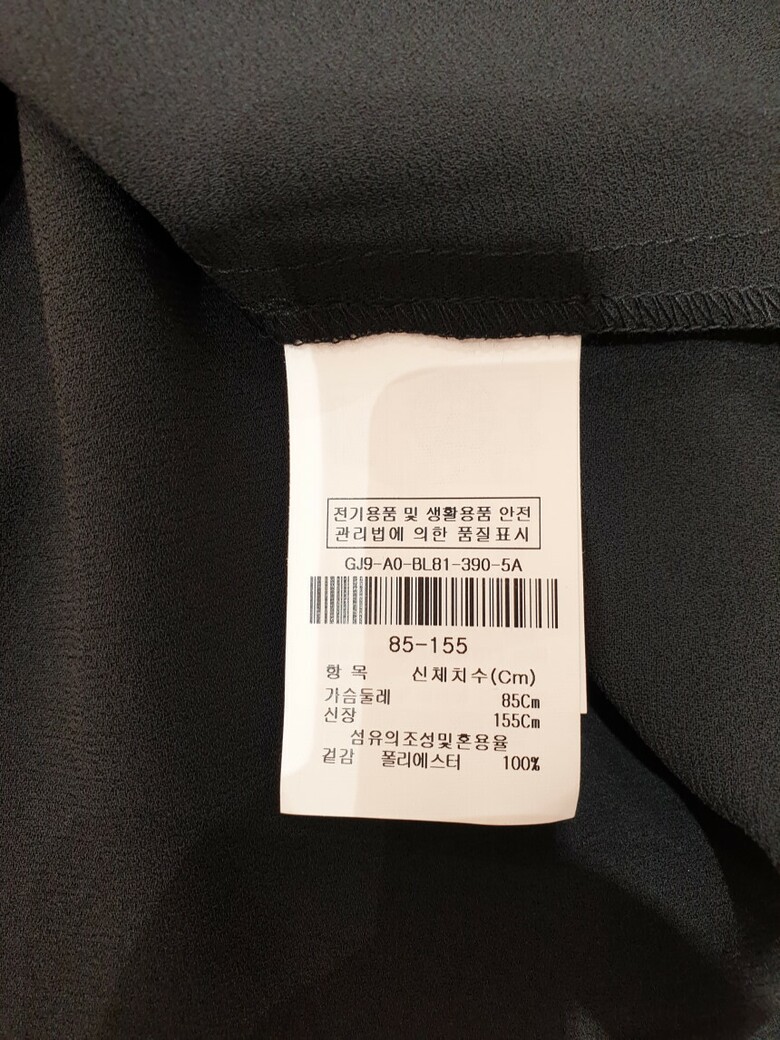 전기용품 및 생활용품 안전
관리법에 의한 품질표시
GJ9-A0-BL81-390-5A
85-155
항 목 신체치수(Cm)
가슴둘레 85Cm
신장 155Cm
섬유의조성및혼용율
겉감 폴리에스터 100%